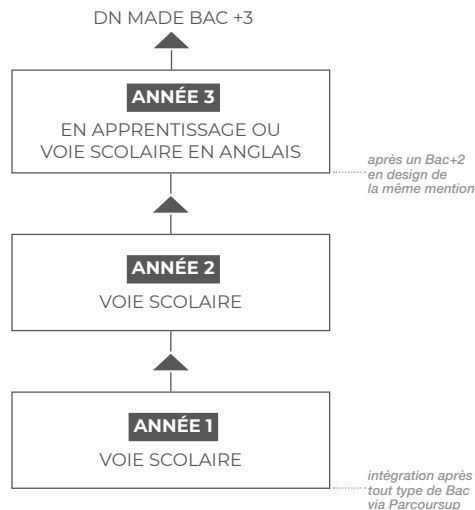 DN MADE BAC +3
ANNÉE 3
EN APPRENTISSAGE OU
VOIE SCOLAIRE EN ANGLAIS
après un Bac+2
en design de
la même mention
ANNÉE 2
VOIE SCOLAIRE
ANNÉE 1
VOIE SCOLAIRE
intégration après
tout type de Bac
via Parcoursup